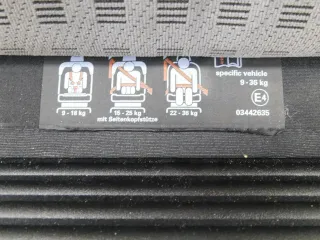 specific vehicle
9 - 36 kg
9 - 18 kg
15 - 25 kg
22 - 36 kg
E4
mit Seitenkopfstütze
03442635